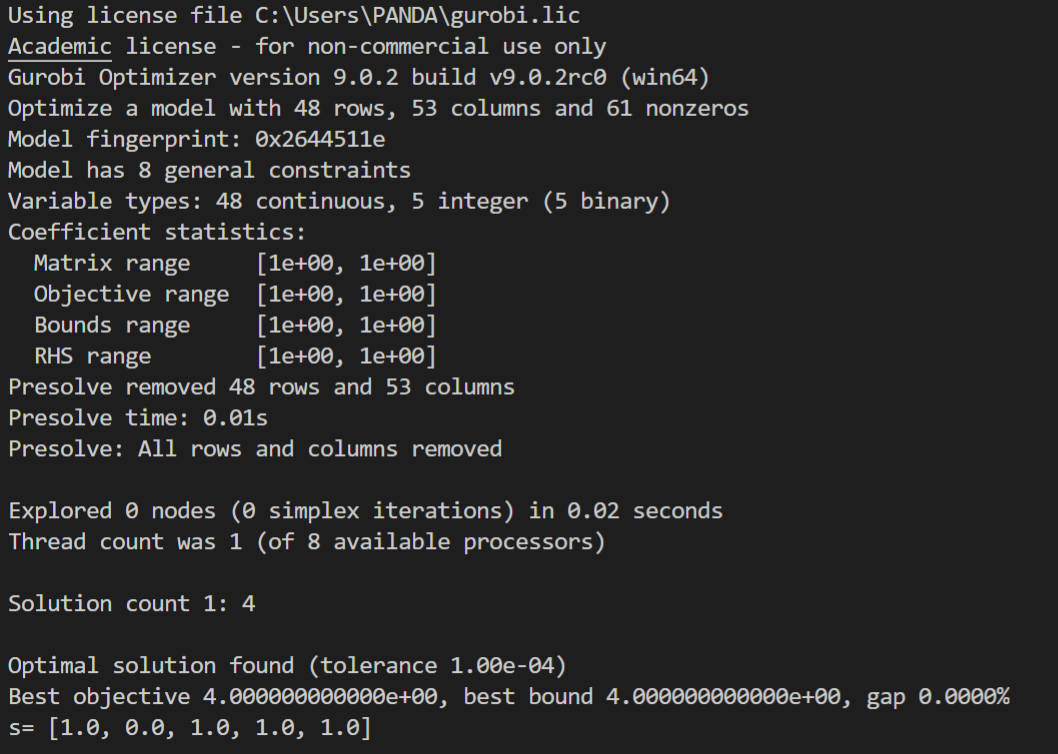 Using license file C:\Users\PANDA\gurobi.lic
Academic license - for non-commercial use only
Gurobi Optimizer version 9.0.2 build v9.0.2rc0 (win64)
Optimize a model with 48 rows, 53 columns and 61 nonzeros
Model fingerprint: 0x2644511e
Model has 8 general constraints
Variable types: 48 continuous, 5 integer (5 binary)
Coefficient statistics:
  Matrix range     [1e+00, 1e+00]
  Objective range  [1e+00, 1e+00]
  Bounds range     [1e+00, 1e+00]
  RHS range        [1e+00, 1e+00]
Presolve removed 48 rows and 53 columns
Presolve time: 0.01s
Presolve: All rows and columns removed

Explored 0 nodes (0 simplex iterations) in 0.02 seconds
Thread count was 1 (of 8 available processors)

Solution count 1: 4

Optimal solution found (tolerance 1.00e-04)
Best objective 4.000000000000e+00, best bound 4.000000000000e+00, gap 0.0000%
s= [1.0, 0.0, 1.0, 1.0, 1.0]